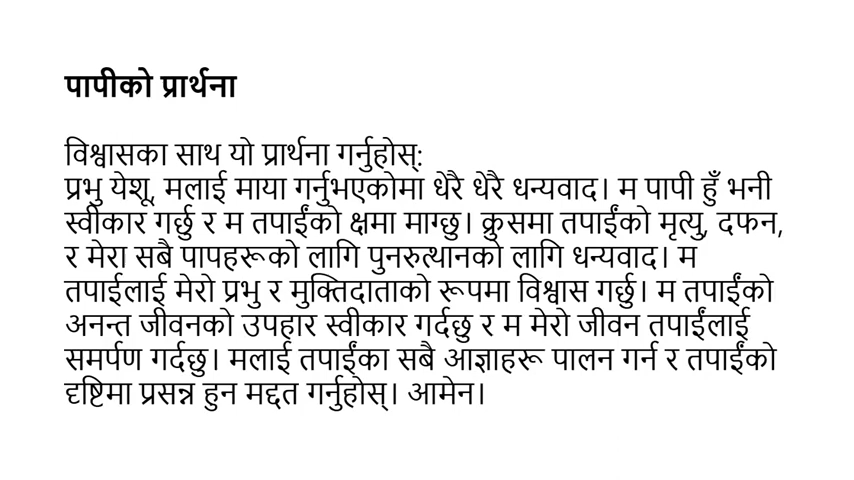 पापीको प्रार्थना
विश्वासका साथ यो प्रार्थना गर्नुहोस्:
प्रभु येशू, मलाई माया गर्नुभएकोमा धेरै धेरै धन्यवाद। म पापी हुँ भनी
स्वीकार गर्छु र म तपाईंको क्षमा माग्छु। क्रुसमा तपाईंको मृत्यु, दफन,
र मेरा सबै पापहरूको लागि पुनरुत्थानको लागि धन्यवाद। म
तपाईलाई मेरो प्रभु र मुक्तिदाताको रूपमा विश्वास गर्छु। म तपाईंको
अनन्त जीवनको उपहार स्वीकार गर्दछु र म मेरो जीवन तपाईंलाई
समर्पण गर्दछु। मलाई तपाईंका सबै आज्ञाहरू पालन गर्न र तपाईंको
दृष्टिमा प्रसन्न हुन मद्दत गर्नुहोस्। आमेन।